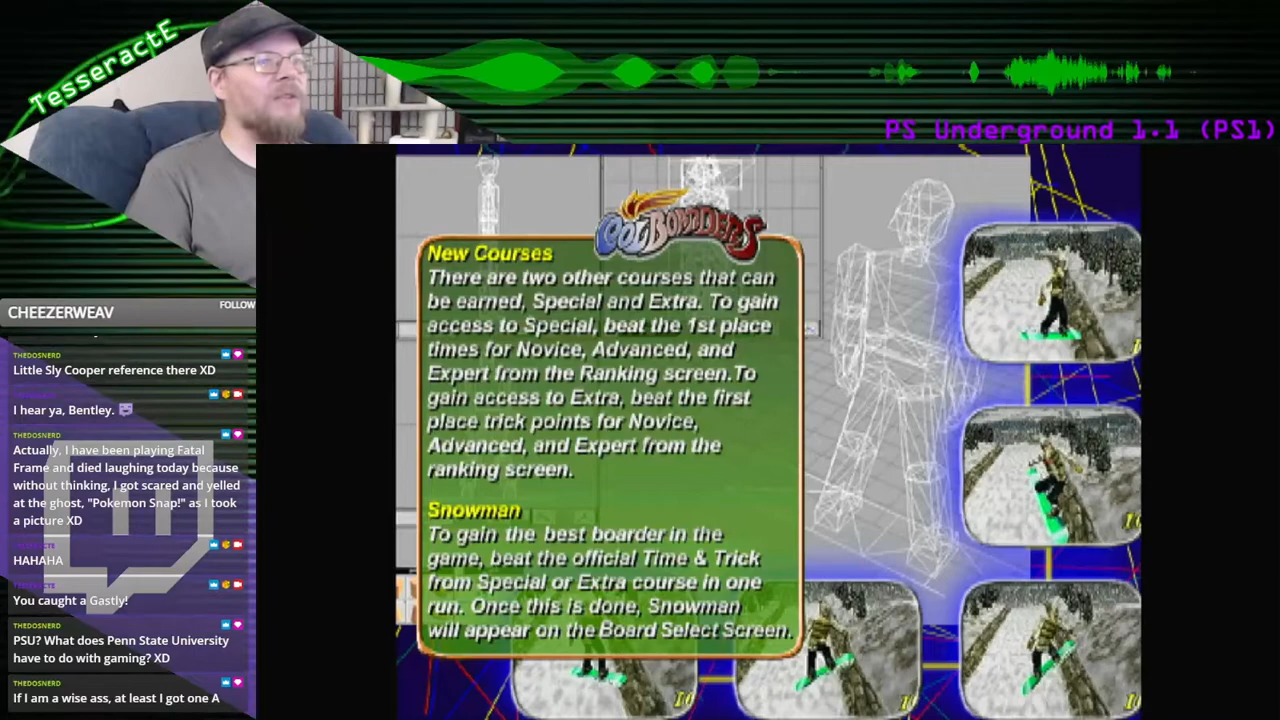 TesseractE
PS Underground 1.1 (PS1)
CHEEZERWEAV
FOLLOW
THEDOSNERD
Little Sly Cooper reference there XD
I hear ya, Bentley.
THEDOSNERD
Actually, I have been playing Fatal
Frame and died laughing today because
without thinking, I got scared and yelled
at the ghost, "Pokemon Snap!" as I took
a picture XD
HAHAHA
You caught a Gastly!
THEDOSNERD
PSU? What does Penn State University
have to do with gaming? XD
THEDOSNERD
If I am a wise ass, at least I got one A
COOLBOARDERS
New Courses
There are two other courses that can
be earned, Special and Extra. To gain
access to Special, beat the 1st place
times for Novice, Advanced, and
Expert from the Ranking screen.To
gain access to Extra, beat the first
place trick points for Novice,
Advanced, and Expert from the
ranking screen.
Snowman
To gain the best boarder in the
game, beat the official Time & Trick
from Special or Extra course in one
run. Once this is done, Snowman
will appear on the Board Select Screen.